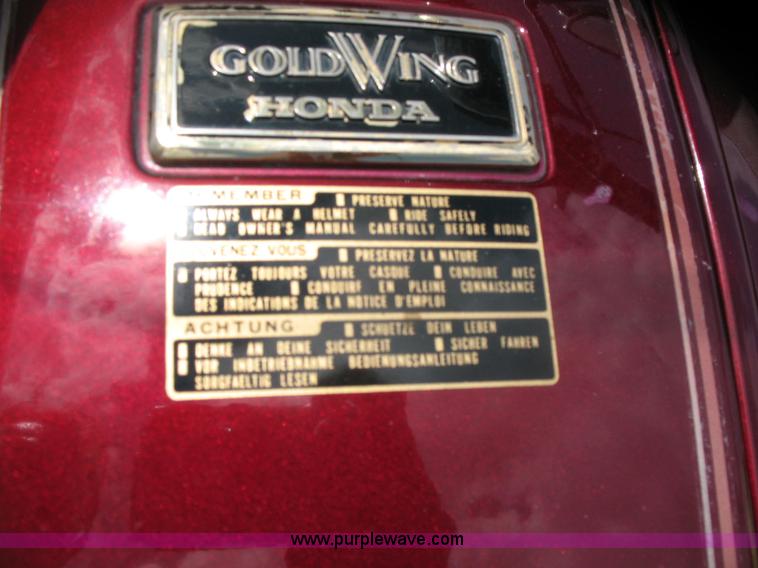 GOLDWING
HONDA
REMEMBER ■ PRESERVE NATURE
■ ALWAYS WEAR A HELMET ■ RIDE SAFELY
■ READ OWNER'S MANUAL CAREFULLY BEFORE RIDING
VENEZ VOUS ■ PRESERVEZ LA NATURE
■ PORTEZ TOUJOURS VOTRE CASQUE ■ CONDUIRE AVEC
PRUDENCE ■ CONDUIRE EN PLEINE CONNAISSANCE
DES INDICATIONS DE LA NOTICE D'EMPLOI
ACHTUNG ■ SCHUETZE DEIN LEBEN
■ DENKE AN DEINE SICHERHEIT ■ SICHER FAHREN
■ VOR INBETRIEBNAHME BEDIENUNGSANLEITUNG
SORGFAELTIG LESEN
www.purplewave.com